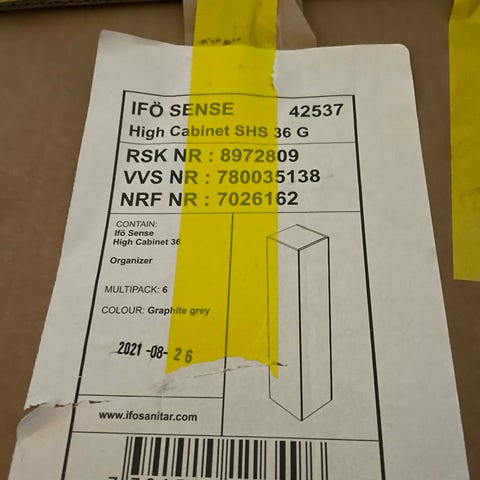 IFÖ SENSE 42537
High Cabinet SHS 36 G
RSK NR : 8972809
VVS NR : 780035138
NRF NR : 7026162
CONTAIN:
Ifö Sense
High Cabinet 36
Organizer
MULTIPACK: 6
COLOUR: Graphite grey
2021-08-26
www.ifosanitar.com